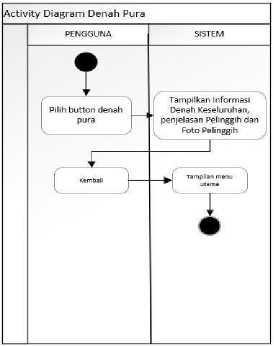 Activity Diagram Denah Pura
PENGGUNA
SISTEM
Pilih button denah
pura
Tampilkan Informasi
Denah Keseluruhan,
penjelasan Pelinggih dan
Foto Pelinggih
Kembali
Tampilan menu
utama